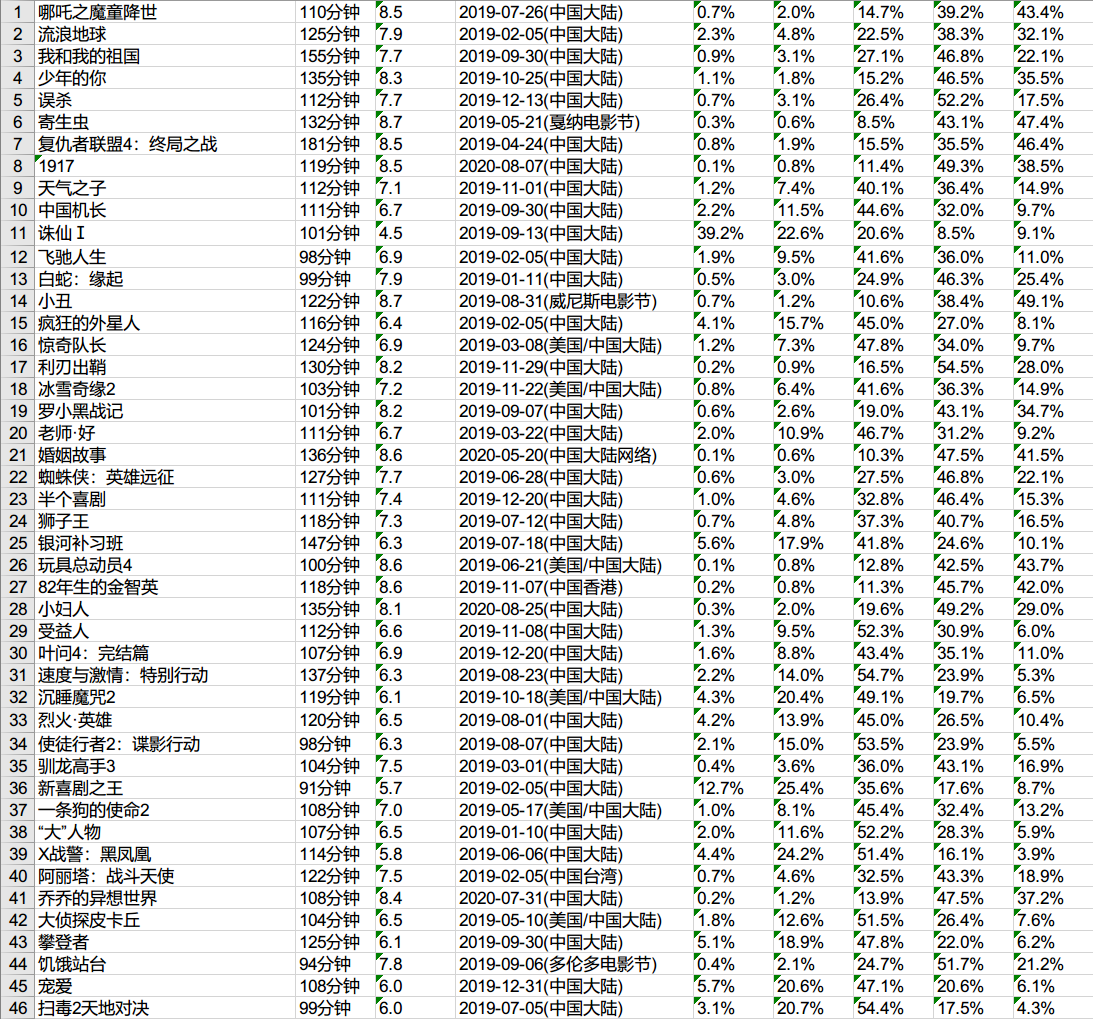 1 哪吒之魔童降世 110分钟 8.5 2019-07-26(中国大陆) 0.7% 2.0% 14.7% 39.2% 43.4%
2 流浪地球 125分钟 7.9 2019-02-05(中国大陆) 2.3% 4.8% 22.5% 38.3% 32.1%
3 我和我的祖国 155分钟 7.7 2019-09-30(中国大陆) 0.9% 3.1% 27.1% 46.8% 22.1%
4 少年的你 135分钟 8.3 2019-10-25(中国大陆) 1.1% 1.8% 15.2% 46.5% 35.5%
5 误杀 112分钟 7.7 2019-12-13(中国大陆) 0.7% 3.1% 26.4% 52.2% 17.5%
6 寄生虫 132分钟 8.7 2019-05-21(戛纳电影节) 0.3% 0.6% 8.5% 43.1% 47.4%
7 复仇者联盟4：终局之战 181分钟 8.5 2019-04-24(中国大陆) 0.8% 1.9% 15.5% 35.5% 46.4%
8 1917 119分钟 8.5 2020-08-07(中国大陆) 0.1% 0.8% 11.4% 49.3% 38.5%
9 天气之子 112分钟 7.1 2019-11-01(中国大陆) 1.2% 7.4% 40.1% 36.4% 14.9%
10 中国机长 111分钟 6.7 2019-09-30(中国大陆) 2.2% 11.5% 44.6% 32.0% 9.7%
11 诛仙Ⅰ 101分钟 4.5 2019-09-13(中国大陆) 39.2% 22.6% 20.6% 8.5% 9.1%
12 飞驰人生 98分钟 6.9 2019-02-05(中国大陆) 1.9% 9.5% 41.6% 36.0% 11.0%
13 白蛇：缘起 99分钟 7.9 2019-01-11(中国大陆) 0.5% 3.0% 24.9% 46.3% 25.4%
14 小丑 122分钟 8.7 2019-08-31(威尼斯电影节) 0.7% 1.2% 10.6% 38.4% 49.1%
15 疯狂的外星人 116分钟 6.4 2019-02-05(中国大陆) 4.1% 15.7% 45.0% 27.0% 8.1%
16 惊奇队长 124分钟 6.9 2019-03-08(美国/中国大陆) 1.2% 7.3% 47.8% 34.0% 9.7%
17 利刃出鞘 130分钟 8.2 2019-11-29(中国大陆) 0.2% 0.9% 16.5% 54.5% 28.0%
18 冰雪奇缘2 103分钟 7.2 2019-11-22(美国/中国大陆) 0.8% 6.4% 41.6% 36.3% 14.9%
19 罗小黑战记 101分钟 8.2 2019-09-07(中国大陆) 0.6% 2.6% 19.0% 43.1% 34.7%
20 老师·好 111分钟 6.7 2019-03-22(中国大陆) 2.0% 10.9% 46.7% 31.2% 9.2%
21 婚姻故事 136分钟 8.6 2020-05-20(中国大陆网络) 0.1% 0.6% 10.3% 47.5% 41.5%
22 蜘蛛侠：英雄远征 127分钟 7.7 2019-06-28(中国大陆) 0.6% 3.0% 27.5% 46.8% 22.1%
23 半个喜剧 111分钟 7.4 2019-12-20(中国大陆) 1.0% 4.6% 32.8% 46.4% 15.3%
24 狮子王 118分钟 7.3 2019-07-12(中国大陆) 0.7% 4.8% 37.3% 40.7% 16.5%
25 银河补习班 147分钟 6.3 2019-07-18(中国大陆) 5.6% 17.9% 41.8% 24.6% 10.1%
26 玩具总动员4 100分钟 8.6 2019-06-21(美国/中国大陆) 0.1% 0.8% 12.8% 42.5% 43.7%
27 82年生的金智英 118分钟 8.6 2019-11-07(中国香港) 0.2% 0.8% 11.3% 45.7% 42.0%
28 小妇人 135分钟 8.1 2020-08-25(中国大陆) 0.3% 2.0% 19.6% 49.2% 29.0%
29 受益人 112分钟 6.6 2019-11-08(中国大陆) 1.3% 9.5% 52.3% 30.9% 6.0%
30 叶问4：完结篇 107分钟 6.9 2019-12-20(中国大陆) 1.6% 8.8% 43.4% 35.1% 11.0%
31 速度与激情：特别行动 137分钟 6.3 2019-08-23(中国大陆) 2.2% 14.0% 54.7% 23.9% 5.3%
32 沉睡魔咒2 119分钟 6.1 2019-10-18(美国/中国大陆) 4.3% 20.4% 49.1% 19.7% 6.5%
33 烈火·英雄 120分钟 6.5 2019-08-01(中国大陆) 4.2% 13.9% 45.0% 26.5% 10.4%
34 使徒行者2：谍影行动 98分钟 6.3 2019-08-07(中国大陆) 2.1% 15.0% 53.5% 23.9% 5.5%
35 驯龙高手3 104分钟 7.5 2019-03-01(中国大陆) 0.4% 3.6% 36.0% 43.1% 16.9%
36 新喜剧之王 91分钟 5.7 2019-02-05(中国大陆) 12.7% 25.4% 35.6% 17.6% 8.7%
37 一条狗的使命2 108分钟 7.0 2019-05-17(美国/中国大陆) 1.0% 8.1% 45.4% 32.4% 13.2%
38 “大”人物 107分钟 6.5 2019-01-10(中国大陆) 2.0% 11.6% 52.2% 28.3% 5.9%
39 X战警：黑凤凰 114分钟 5.8 2019-06-06(中国大陆) 4.4% 24.2% 51.4% 16.1% 3.9%
40 阿丽塔：战斗天使 122分钟 7.5 2019-02-05(中国台湾) 0.7% 4.6% 32.5% 43.3% 18.9%
41 乔乔的异想世界 108分钟 8.4 2020-07-31(中国大陆) 0.2% 1.2% 13.9% 47.5% 37.2%
42 大侦探皮卡丘 104分钟 6.5 2019-05-10(美国/中国大陆) 1.8% 12.6% 51.5% 26.4% 7.6%
43 攀登者 125分钟 6.1 2019-09-30(中国大陆) 5.1% 18.9% 47.8% 22.0% 6.2%
44 饥饿站台 94分钟 7.8 2019-09-06(多伦多电影节) 0.4% 2.1% 24.7% 51.7% 21.2%
45 宠爱 108分钟 6.0 2019-12-31(中国大陆) 5.7% 20.6% 47.1% 20.6% 6.1%
46 扫毒2天地对决 99分钟 6.0 2019-07-05(中国大陆) 3.1% 20.7% 54.4% 17.5% 4.3%